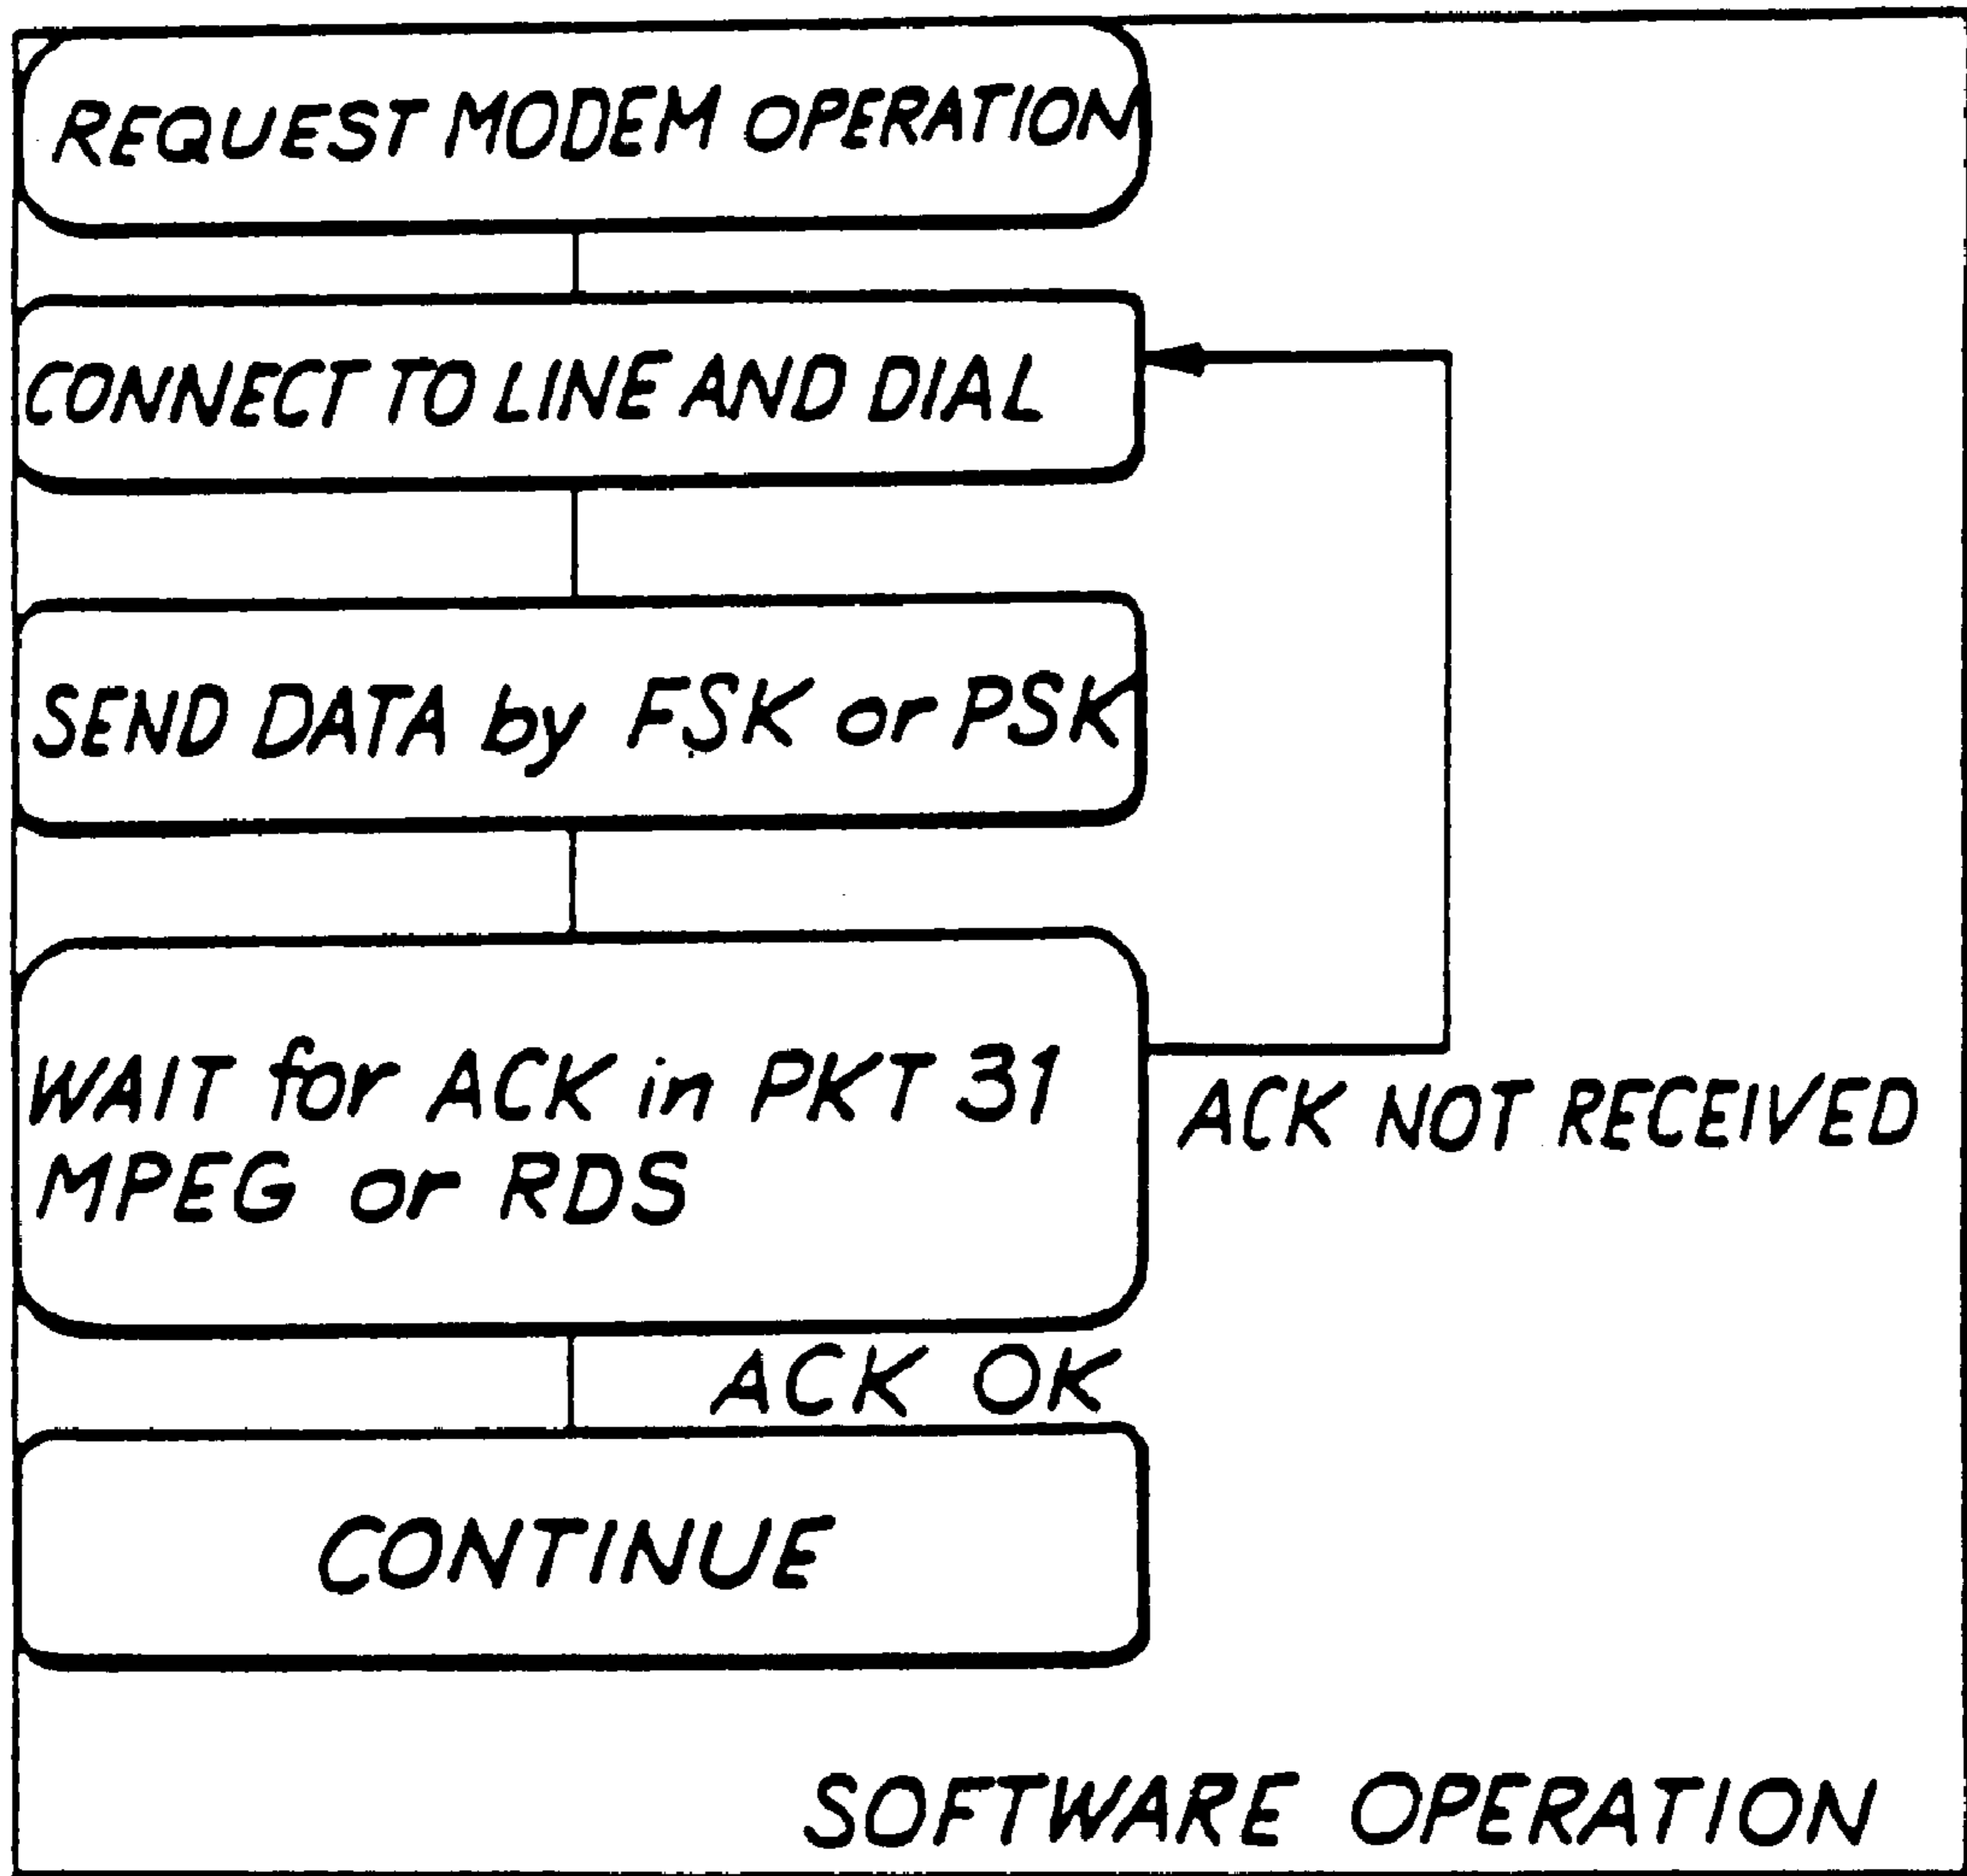 REQUEST MODEM OPERATION
CONNECT TO LINE AND DIAL
SEND DATA by FSK or PSK
WAIT for ACK in PKT 31
MPEG or RDS
ACK NOT RECEIVED
ACK OK
CONTINUE
SOFTWARE OPERATION